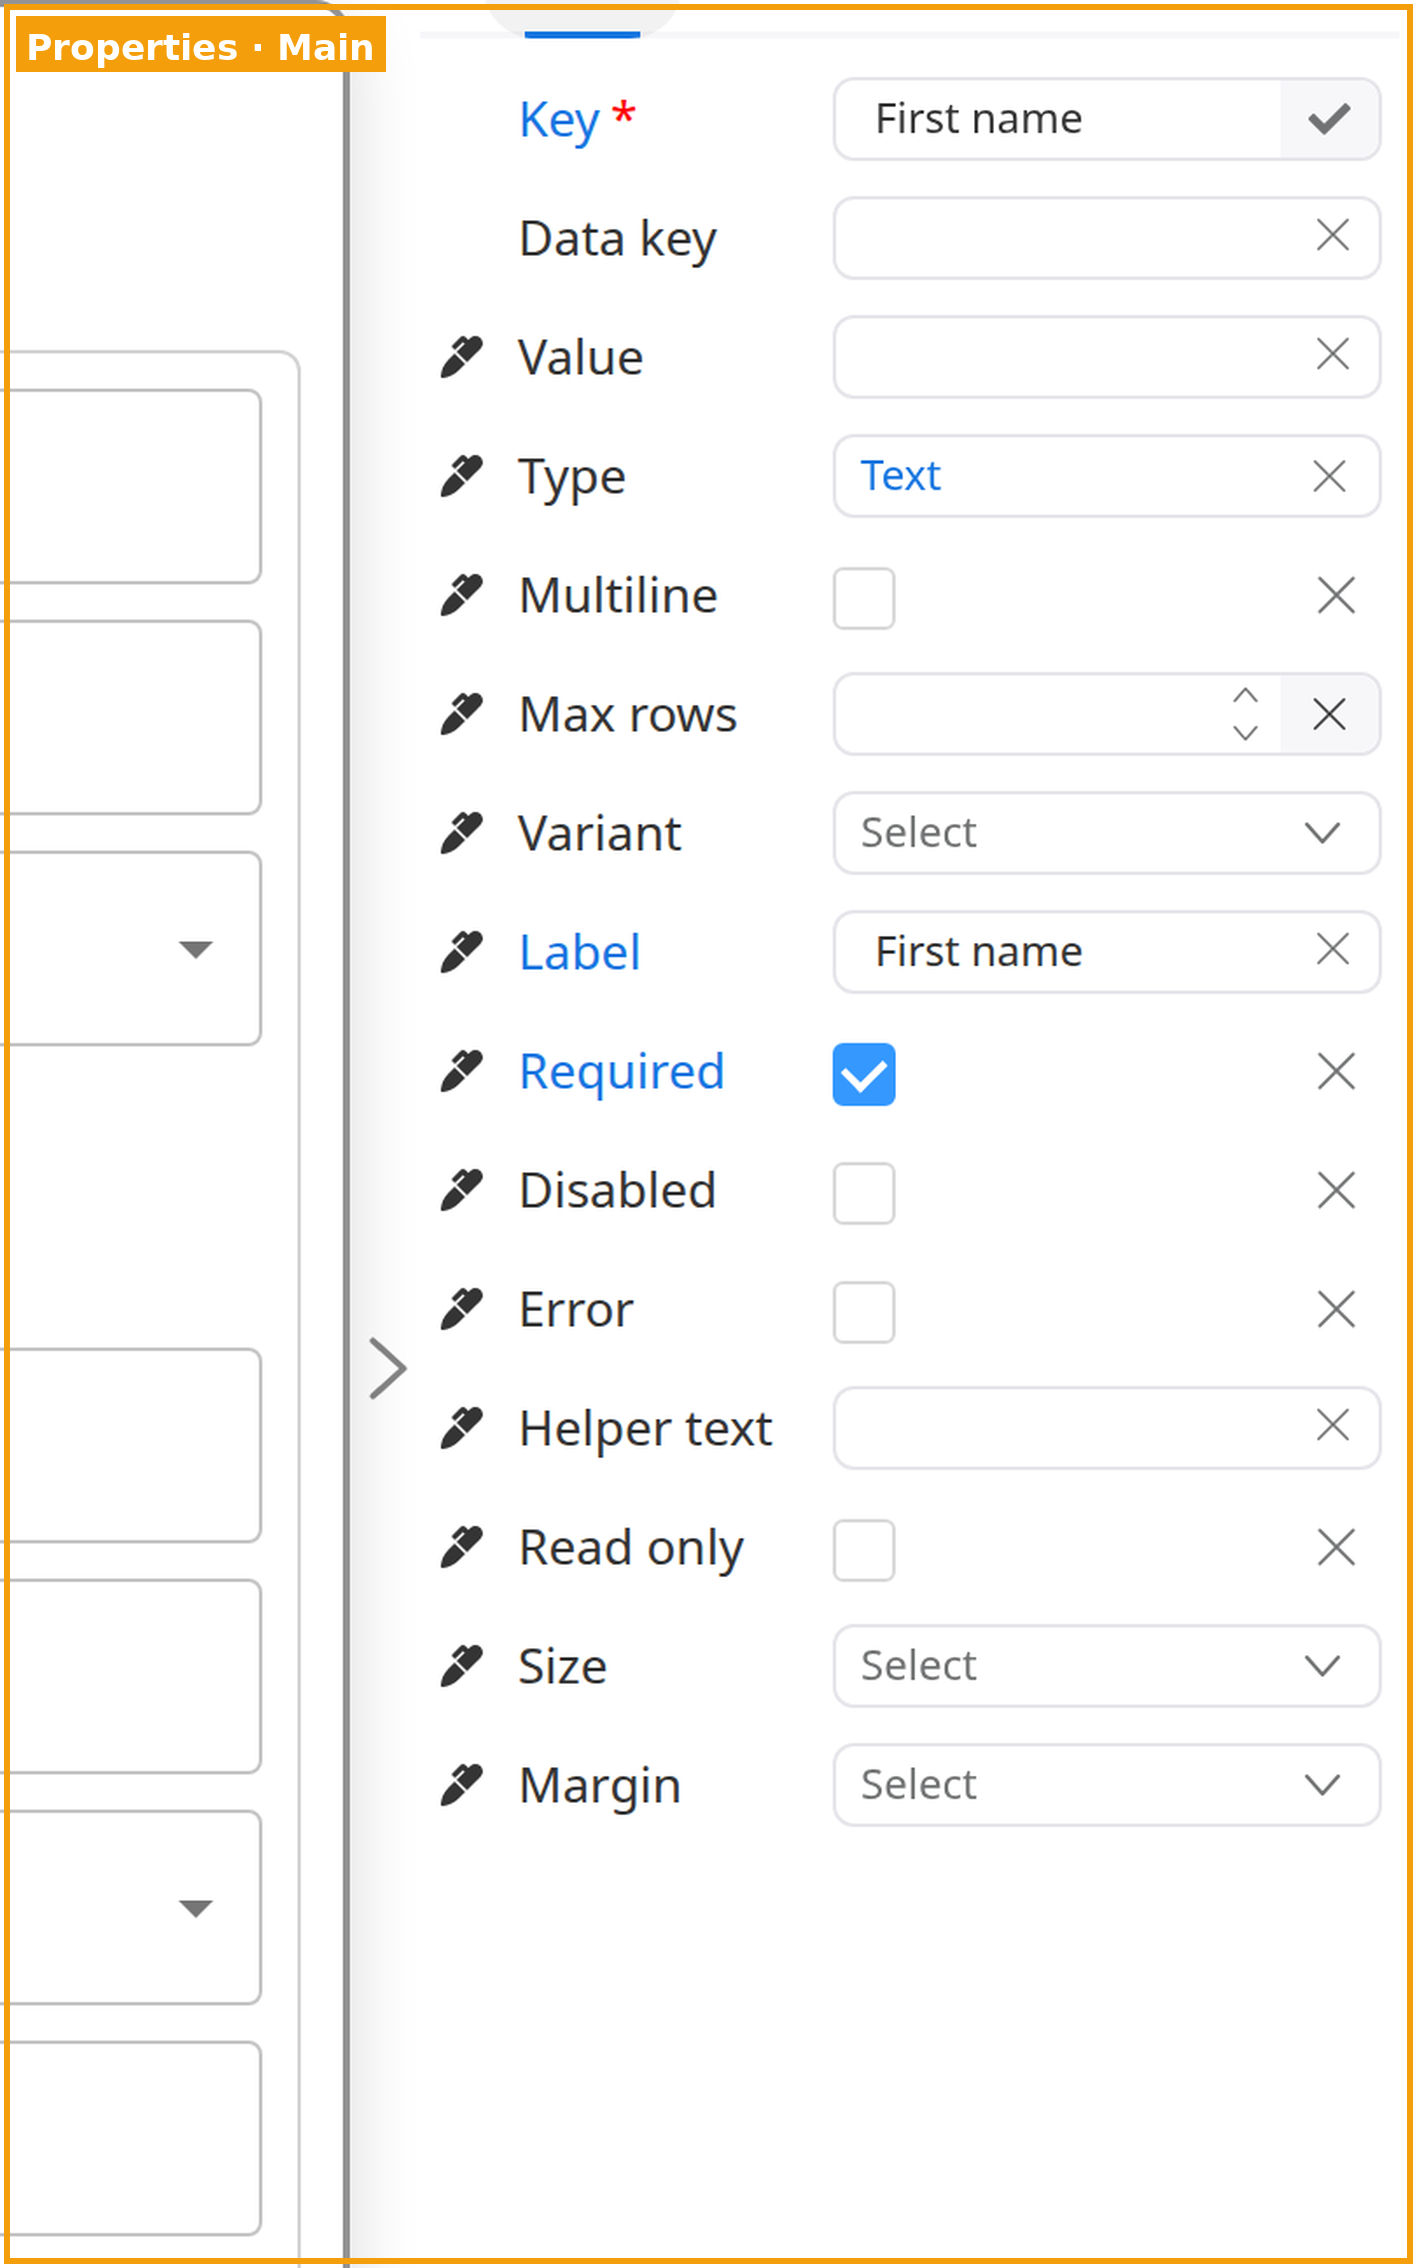 Properties · Main
Key * First name
Data key
Value
Type Text
Multiline
Max rows
Variant Select
Label First name
Required
Disabled
Error
Helper text
Read only
Size Select
Margin Select